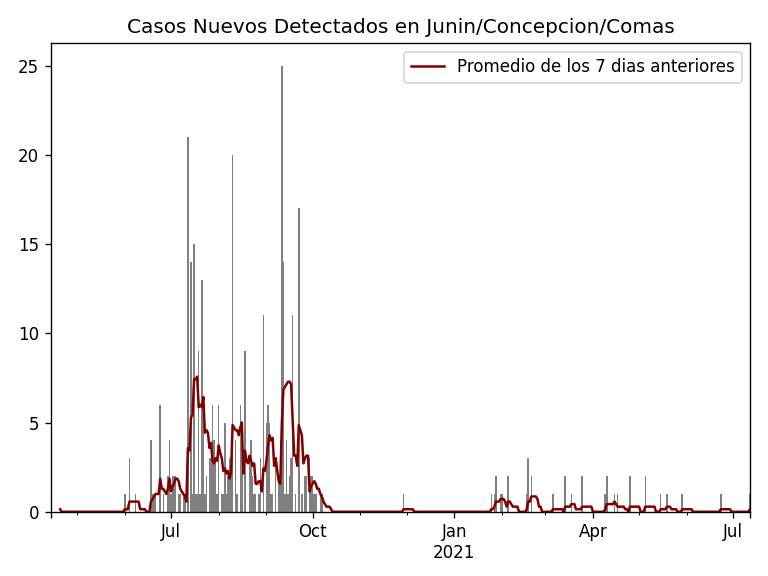 Casos Nuevos Detectados en Junin/Concepcion/Comas
Promedio de los 7 dias anteriores
25
20
15
10
5
0
Jul
Oct
Jan
2021
Apr
Jul